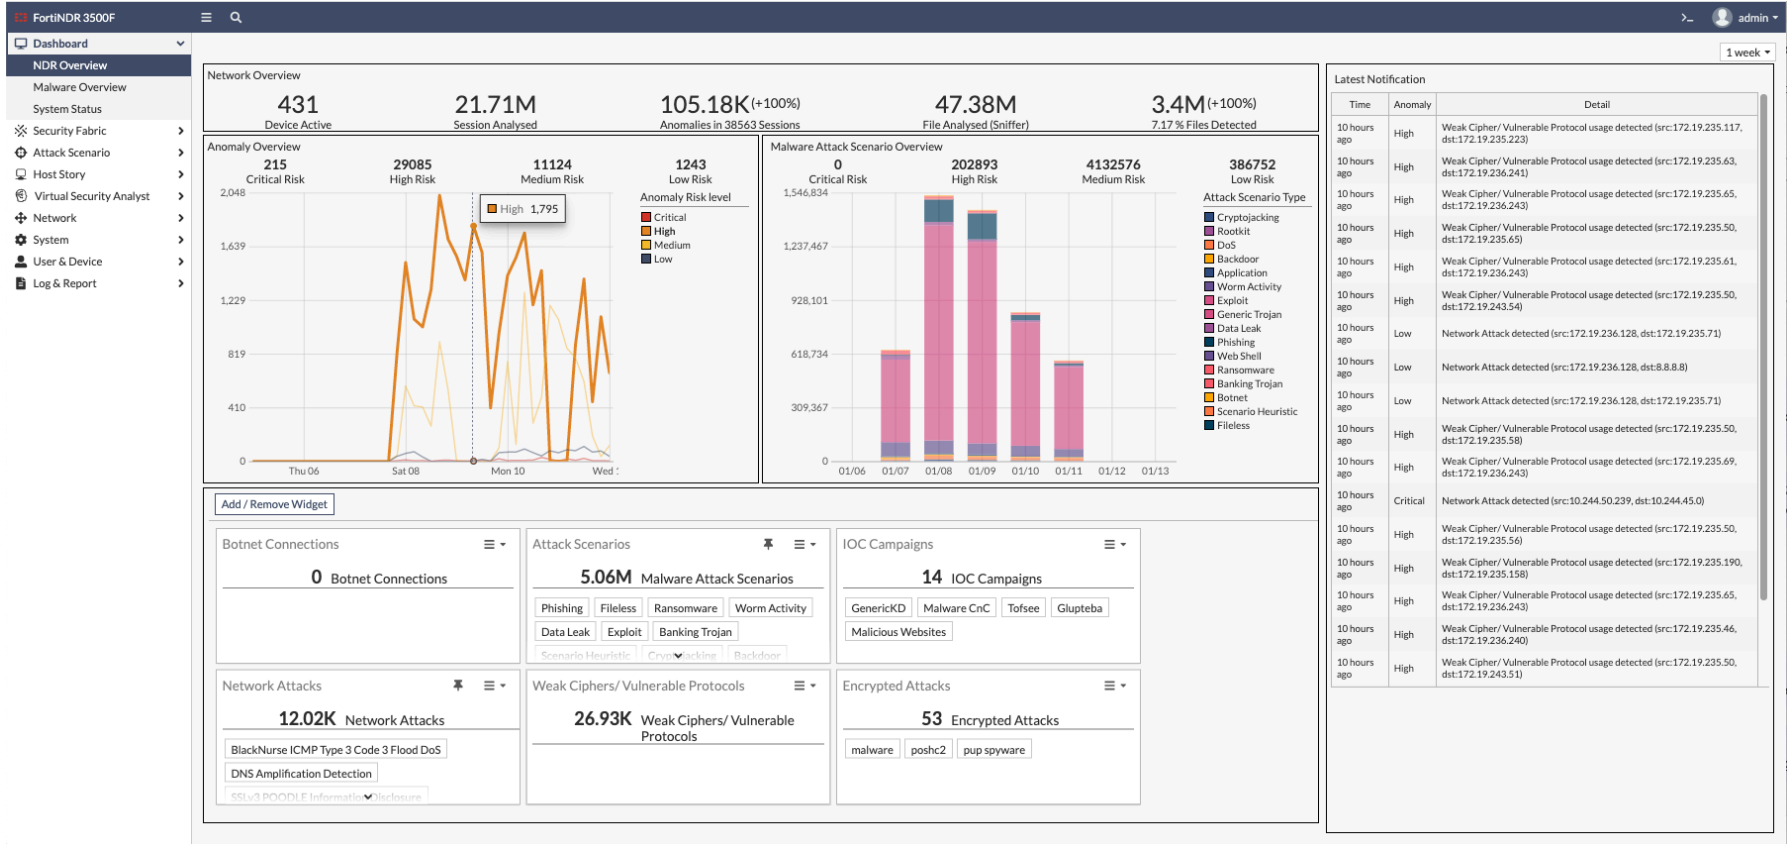 FortiNDR 3500F
admin
Dashboard
NDR Overview
Malware Overview
System Status
Security Fabric
Attack Scenario
Host Story
Virtual Security Analyst
Network
System
User & Device
Log & Report
1 week
Network Overview
431
Device Active
21.71M
Session Analysed
105.18K(+100%)
Anomalies in 38563 Sessions
47.38M
File Analysed (Sniffer)
3.4M(+100%)
7.17 % Files Detected
Anomaly Overview
215
Critical Risk
29085
High Risk
11124
Medium Risk
1243
Low Risk
2,048
1,639
1,229
819
410
0
Thu 06
Sat 08
Mon 10
Wed
High 1,795
Anomaly Risk level
Critical
High
Medium
Low
Malware Attack Scenario Overview
0
Critical Risk
202893
High Risk
4132576
Medium Risk
386752
Low Risk
1,546,834
1,237,467
928,101
618,734
309,367
0
01/06
01/07
01/08
01/09
01/10
01/11
01/12
01/13
Attack Scenario Type
Cryptojacking
Rootkit
DoS
Backdoor
Application
Worm Activity
Exploit
Generic Trojan
Data Leak
Phishing
Web Shell
Ransomware
Banking Trojan
Botnet
Scenario Heuristic
Fileless
Add / Remove Widget
Botnet Connections
0 Botnet Connections
Attack Scenarios
5.06M Malware Attack Scenarios
Phishing Fileless Ransomware Worm Activity
Data Leak Exploit Banking Trojan
Scenario Heuristic Cryptojacking Backdoor
IOC Campaigns
14 IOC Campaigns
GenericKD Malware CnC Tofsee Glupteba
Malicious Websites
Network Attacks
12.02K Network Attacks
BlackNurse ICMP Type 3 Code 3 Flood DoS
DNS Amplification Detection
SSLv3 POODLE Information Disclosure
Weak Ciphers/ Vulnerable Protocols
26.93K Weak Ciphers/ Vulnerable
Protocols
Encrypted Attacks
53 Encrypted Attacks
malware poshc2 pup spyware
Latest Notification
Time Anomaly Detail
10 hours ago High Weak Cipher/ Vulnerable Protocol usage detected (src:172.19.235.117,
dst:172.19.235.223)
10 hours ago High Weak Cipher/ Vulnerable Protocol usage detected (src:172.19.235.63,
dst:172.19.236.241)
10 hours ago High Weak Cipher/ Vulnerable Protocol usage detected (src:172.19.235.65,
dst:172.19.236.243)
10 hours ago High Weak Cipher/ Vulnerable Protocol usage detected (src:172.19.235.50,
dst:172.19.235.65)
10 hours ago High Weak Cipher/ Vulnerable Protocol usage detected (src:172.19.235.61,
dst:172.19.236.243)
10 hours ago High Weak Cipher/ Vulnerable Protocol usage detected (src:172.19.235.50,
dst:172.19.243.54)
10 hours ago Low Network Attack detected (src:172.19.236.128, dst:172.19.235.71)
10 hours ago Low Network Attack detected (src:172.19.236.128, dst:8.8.8.8)
10 hours ago Low Network Attack detected (src:172.19.236.128, dst:172.19.235.71)
10 hours ago High Weak Cipher/ Vulnerable Protocol usage detected (src:172.19.235.50,
dst:172.19.235.58)
10 hours ago High Weak Cipher/ Vulnerable Protocol usage detected (src:172.19.235.69,
dst:172.19.236.243)
10 hours ago Critical Network Attack detected (src:10.244.50.239, dst:10.244.45.0)
10 hours ago High Weak Cipher/ Vulnerable Protocol usage detected (src:172.19.235.50,
dst:172.19.235.56)
10 hours ago High Weak Cipher/ Vulnerable Protocol usage detected (src:172.19.235.190,
dst:172.19.235.158)
10 hours ago High Weak Cipher/ Vulnerable Protocol usage detected (src:172.19.235.65,
dst:172.19.236.243)
10 hours ago High Weak Cipher/ Vulnerable Protocol usage detected (src:172.19.235.46,
dst:172.19.236.240)
10 hours ago High Weak Cipher/ Vulnerable Protocol usage detected (src:172.19.235.50,
dst:172.19.243.51)